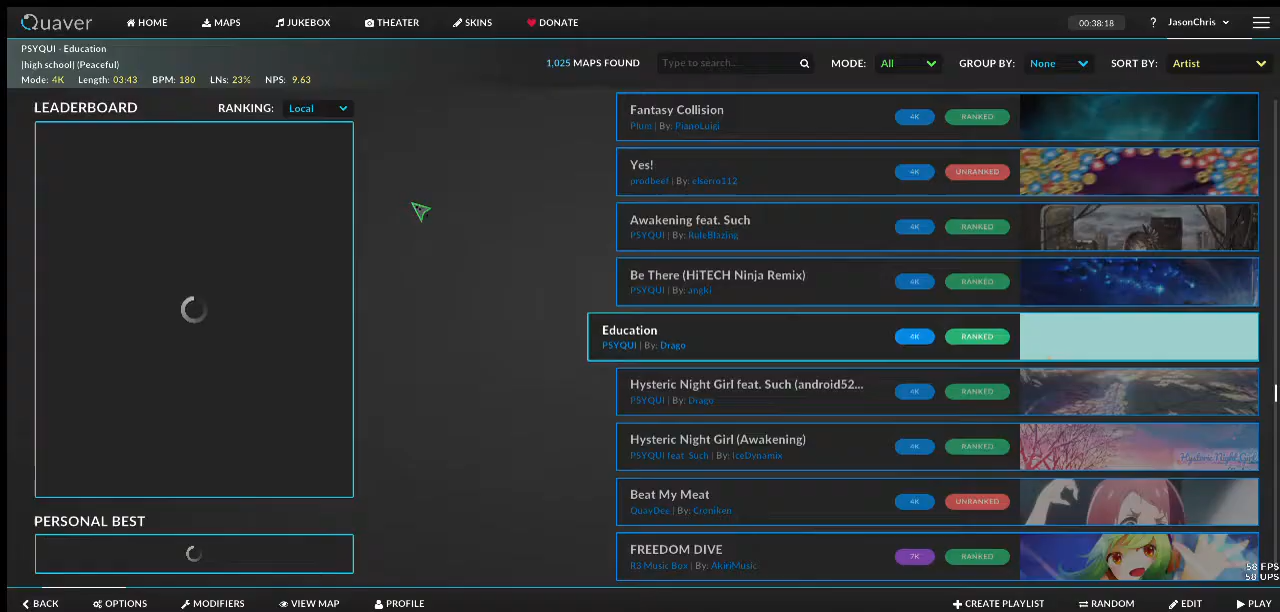 Quaver HOME MAPS JUKEBOX THEATER SKINS DONATE 00:38:18 ? JasonChris
PSYQUI - Education
[high school] (Peaceful)
Mode: 4K Length: 03:43 BPM: 180 LNs: 23% NPS: 9.63
1,025 MAPS FOUND Type to search... MODE: All GROUP BY: None SORT BY: Artist
LEADERBOARD RANKING: Local
Fantasy Collision
Plum | By: PianoLuigi
4K RANKED
Yes!
prodbeef | By: elserro112
4K UNRANKED
Awakening feat. Such
PSYQUI | By: RuleBlazing
4K RANKED
Be There (HiTECH Ninja Remix)
PSYQUI | By: angki
4K RANKED
Education
PSYQUI | By: Drago
4K RANKED
Hysteric Night Girl feat. Such (android52...
PSYQUI | By: Drago
4K RANKED
Hysteric Night Girl (Awakening)
PSYQUI feat. Such | By: IceDynamix
4K RANKED
Hysteric Night Girl
Beat My Meat
QuayDee | By: Croniken
4K UNRANKED
FREEDOM DIVE
R3 Music Box | By: AkiriMusic
7K RANKED
PERSONAL BEST
58 FPS
58 UPS
BACK OPTIONS MODIFIERS VIEW MAP PROFILE CREATE PLAYLIST RANDOM EDIT PLAY